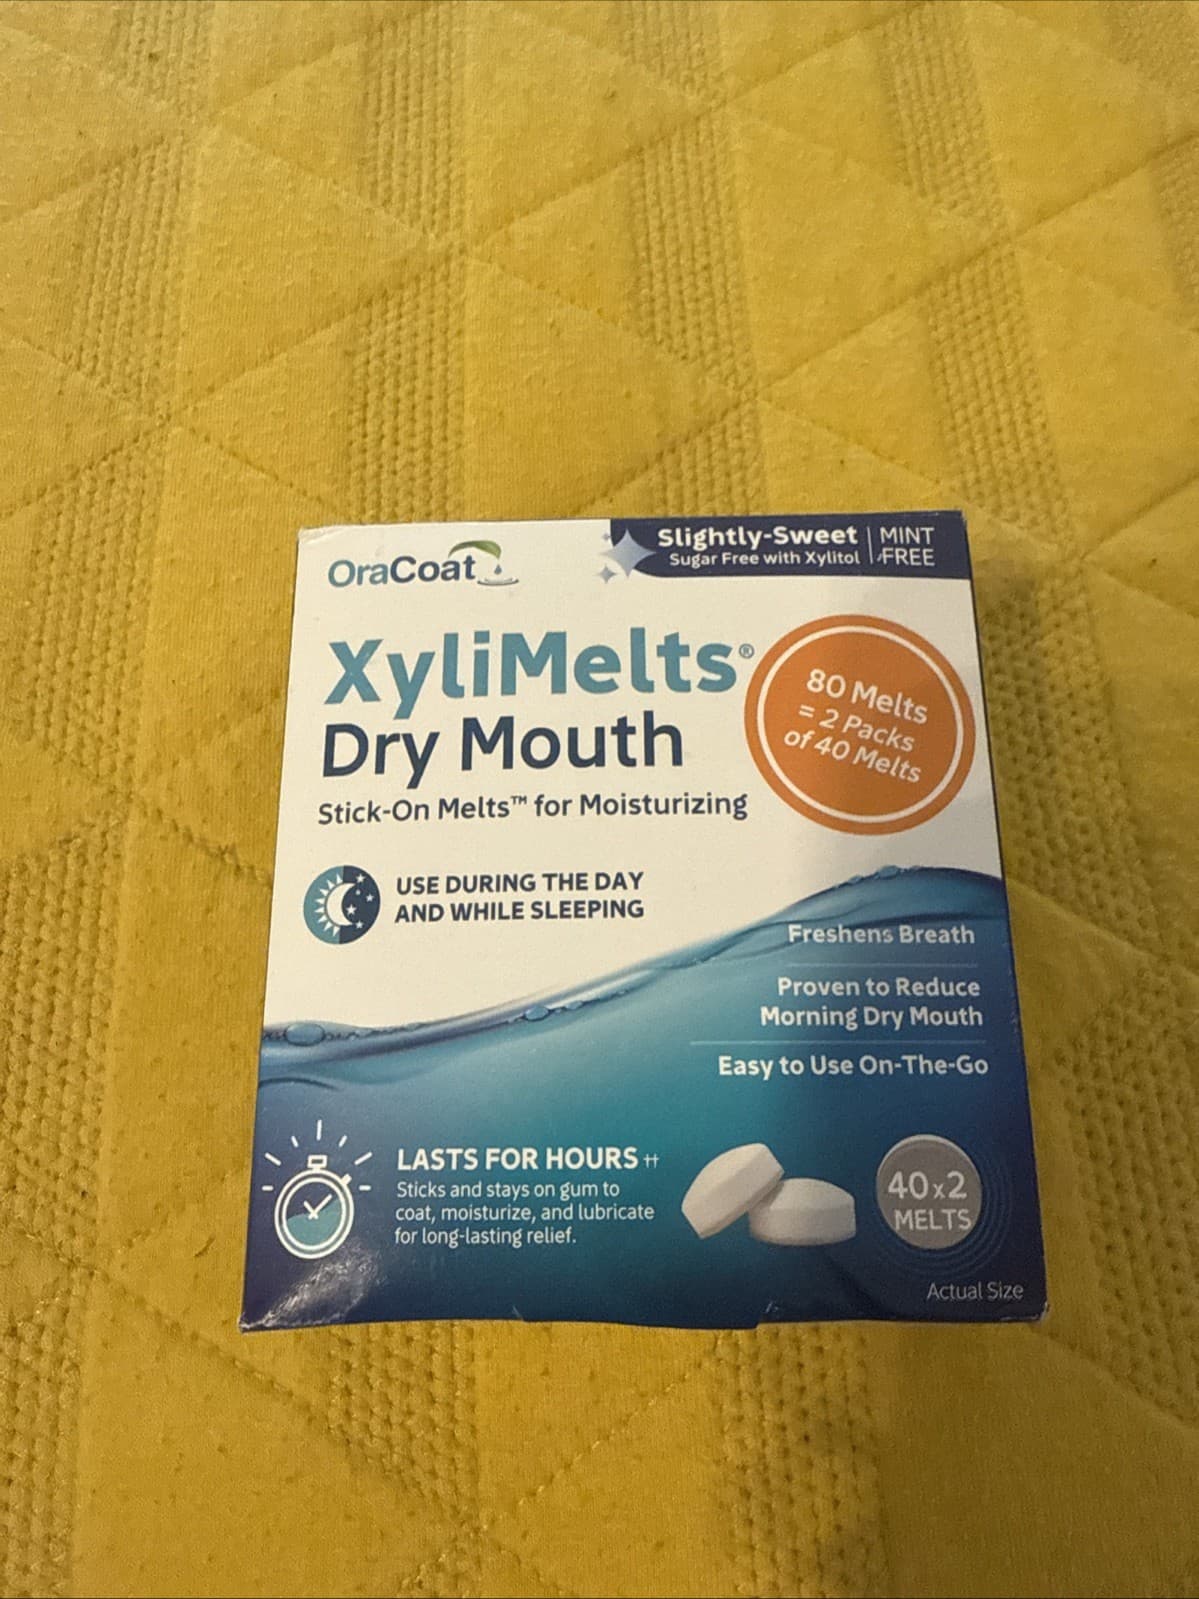 OraCoat
Slightly-Sweet | MINT
Sugar Free with Xylitol | FREE
XyliMelts®
Dry Mouth
Stick-On Melts™ for Moisturizing
80 Melts
= 2 Packs
of 40 Melts
USE DURING THE DAY
AND WHILE SLEEPING
Freshens Breath
Proven to Reduce
Morning Dry Mouth
Easy to Use On-The-Go
LASTS FOR HOURS ††
Sticks and stays on gum to
coat, moisturize, and lubricate
for long-lasting relief.
40x2
MELTS
Actual Size